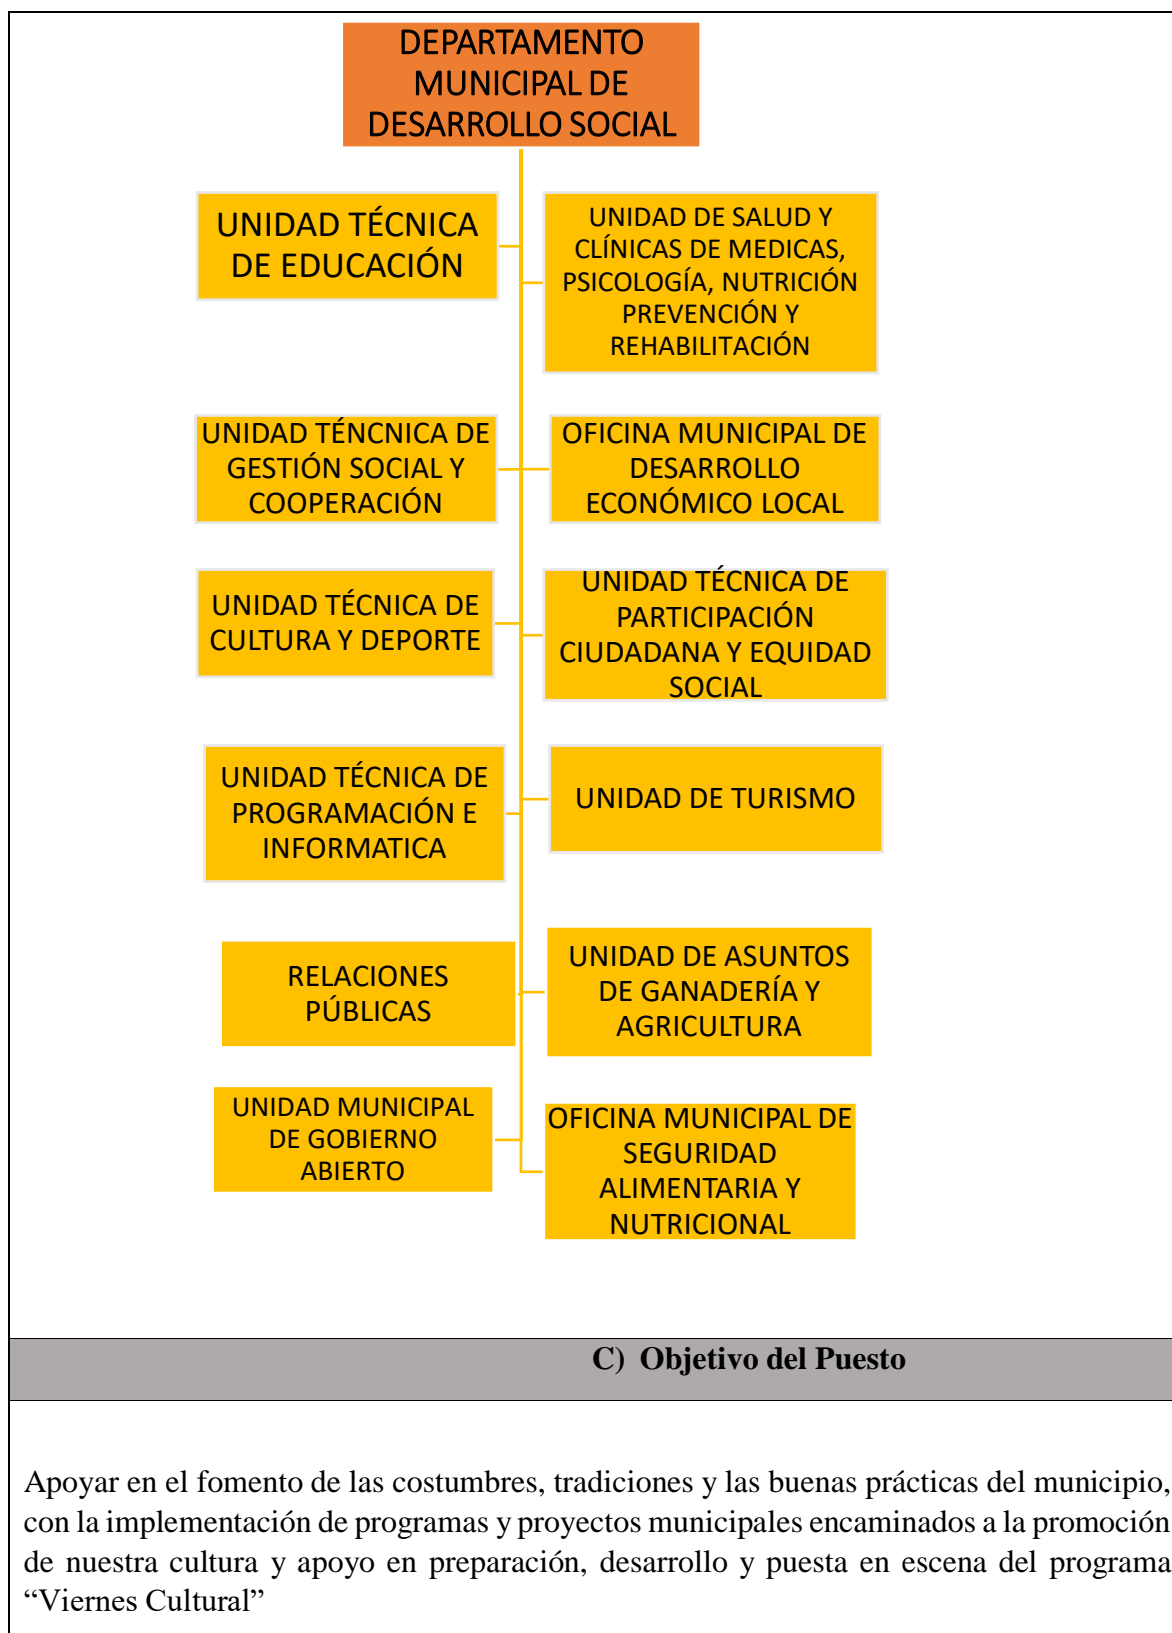 DEPARTAMENTO
MUNICIPAL DE
DESARROLLO SOCIAL
UNIDAD TÉCNICA
DE EDUCACIÓN
UNIDAD DE SALUD Y
CLÍNICAS DE MEDICAS,
PSICOLOGÍA, NUTRICIÓN
PREVENCIÓN Y
REHABILITACIÓN
UNIDAD TÉNCNICA DE
GESTIÓN SOCIAL Y
COOPERACIÓN
OFICINA MUNICIPAL DE
DESARROLLO
ECONÓMICO LOCAL
UNIDAD TÉCNICA DE
CULTURA Y DEPORTE
UNIDAD TÉCNICA DE
PARTICIPACIÓN
CIUDADANA Y EQUIDAD
SOCIAL
UNIDAD TÉCNICA DE
PROGRAMACIÓN E
INFORMATICA
UNIDAD DE TURISMO
RELACIONES
PÚBLICAS
UNIDAD DE ASUNTOS
DE GANADERÍA Y
AGRICULTURA
UNIDAD MUNICIPAL
DE GOBIERNO
ABIERTO
OFICINA MUNICIPAL DE
SEGURIDAD
ALIMENTARIA Y
NUTRICIONAL
C) Objetivo del Puesto
Apoyar en el fomento de las costumbres, tradiciones y las buenas prácticas del municipio,
con la implementación de programas y proyectos municipales encaminados a la promoción
de nuestra cultura y apoyo en preparación, desarrollo y puesta en escena del programa
“Viernes Cultural”